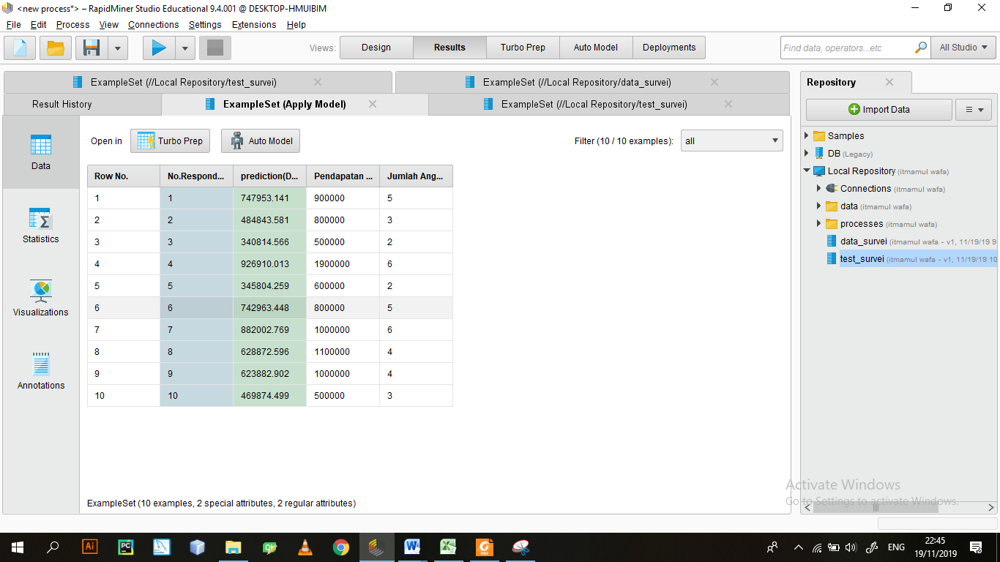 <new process*> – RapidMiner Studio Educational 9.4.001 @ DESKTOP-HMUIBIM
File Edit Process View Connections Settings Extensions Help
Views: Design Results Turbo Prep Auto Model Deployments Find data, operators...etc All Studio
ExampleSet (//Local Repository/test_survei) ExampleSet (//Local Repository/data_survei)
Result History ExampleSet (Apply Model) ExampleSet (//Local Repository/test_survei)
Open in Turbo Prep Auto Model Filter (10 / 10 examples): all
Data
Statistics
Visualizations
Annotations
Row No. No.Respond... prediction(D... Pendapatan ... Jumlah Ang...
1 1 747953.141 900000 5
2 2 484843.581 800000 3
3 3 340814.566 500000 2
4 4 926910.013 1900000 6
5 5 345804.259 600000 2
6 6 742963.448 800000 5
7 7 882002.769 1000000 6
8 8 628872.596 1100000 4
9 9 623882.902 1000000 4
10 10 469874.499 500000 3
ExampleSet (10 examples, 2 special attributes, 2 regular attributes)
Repository
Import Data
Samples
DB (Legacy)
Local Repository (itmamul wafa)
Connections (itmamul wafa)
data (itmamul wafa)
processes (itmamul wafa)
data_survei (itmamul wafa - v1, 11/19/19 9
test_survei (itmamul wafa - v1, 11/19/19 10
Activate Windows
Go to Settings to activate Windows.
Ai PC W X PDF
ENG
22:45
19/11/2019